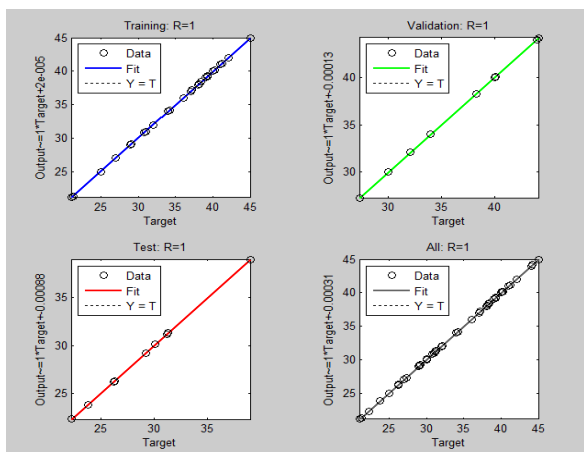 Training: R=1
Output~=1*Target+2e-005
45
40
35
30
25
Data
Fit
Y = T
25 30 35 40 45
Target
Validation: R=1
Output~=1*Target+-0.00013
40
35
30
Data
Fit
Y = T
30 35 40
Target
Test: R=1
Output~=1*Target+-0.00088
35
30
25
Data
Fit
Y = T
25 30 35
Target
All: R=1
Output~=1*Target+-0.00031
45
40
35
30
25
Data
Fit
Y = T
25 30 35 40 45
Target